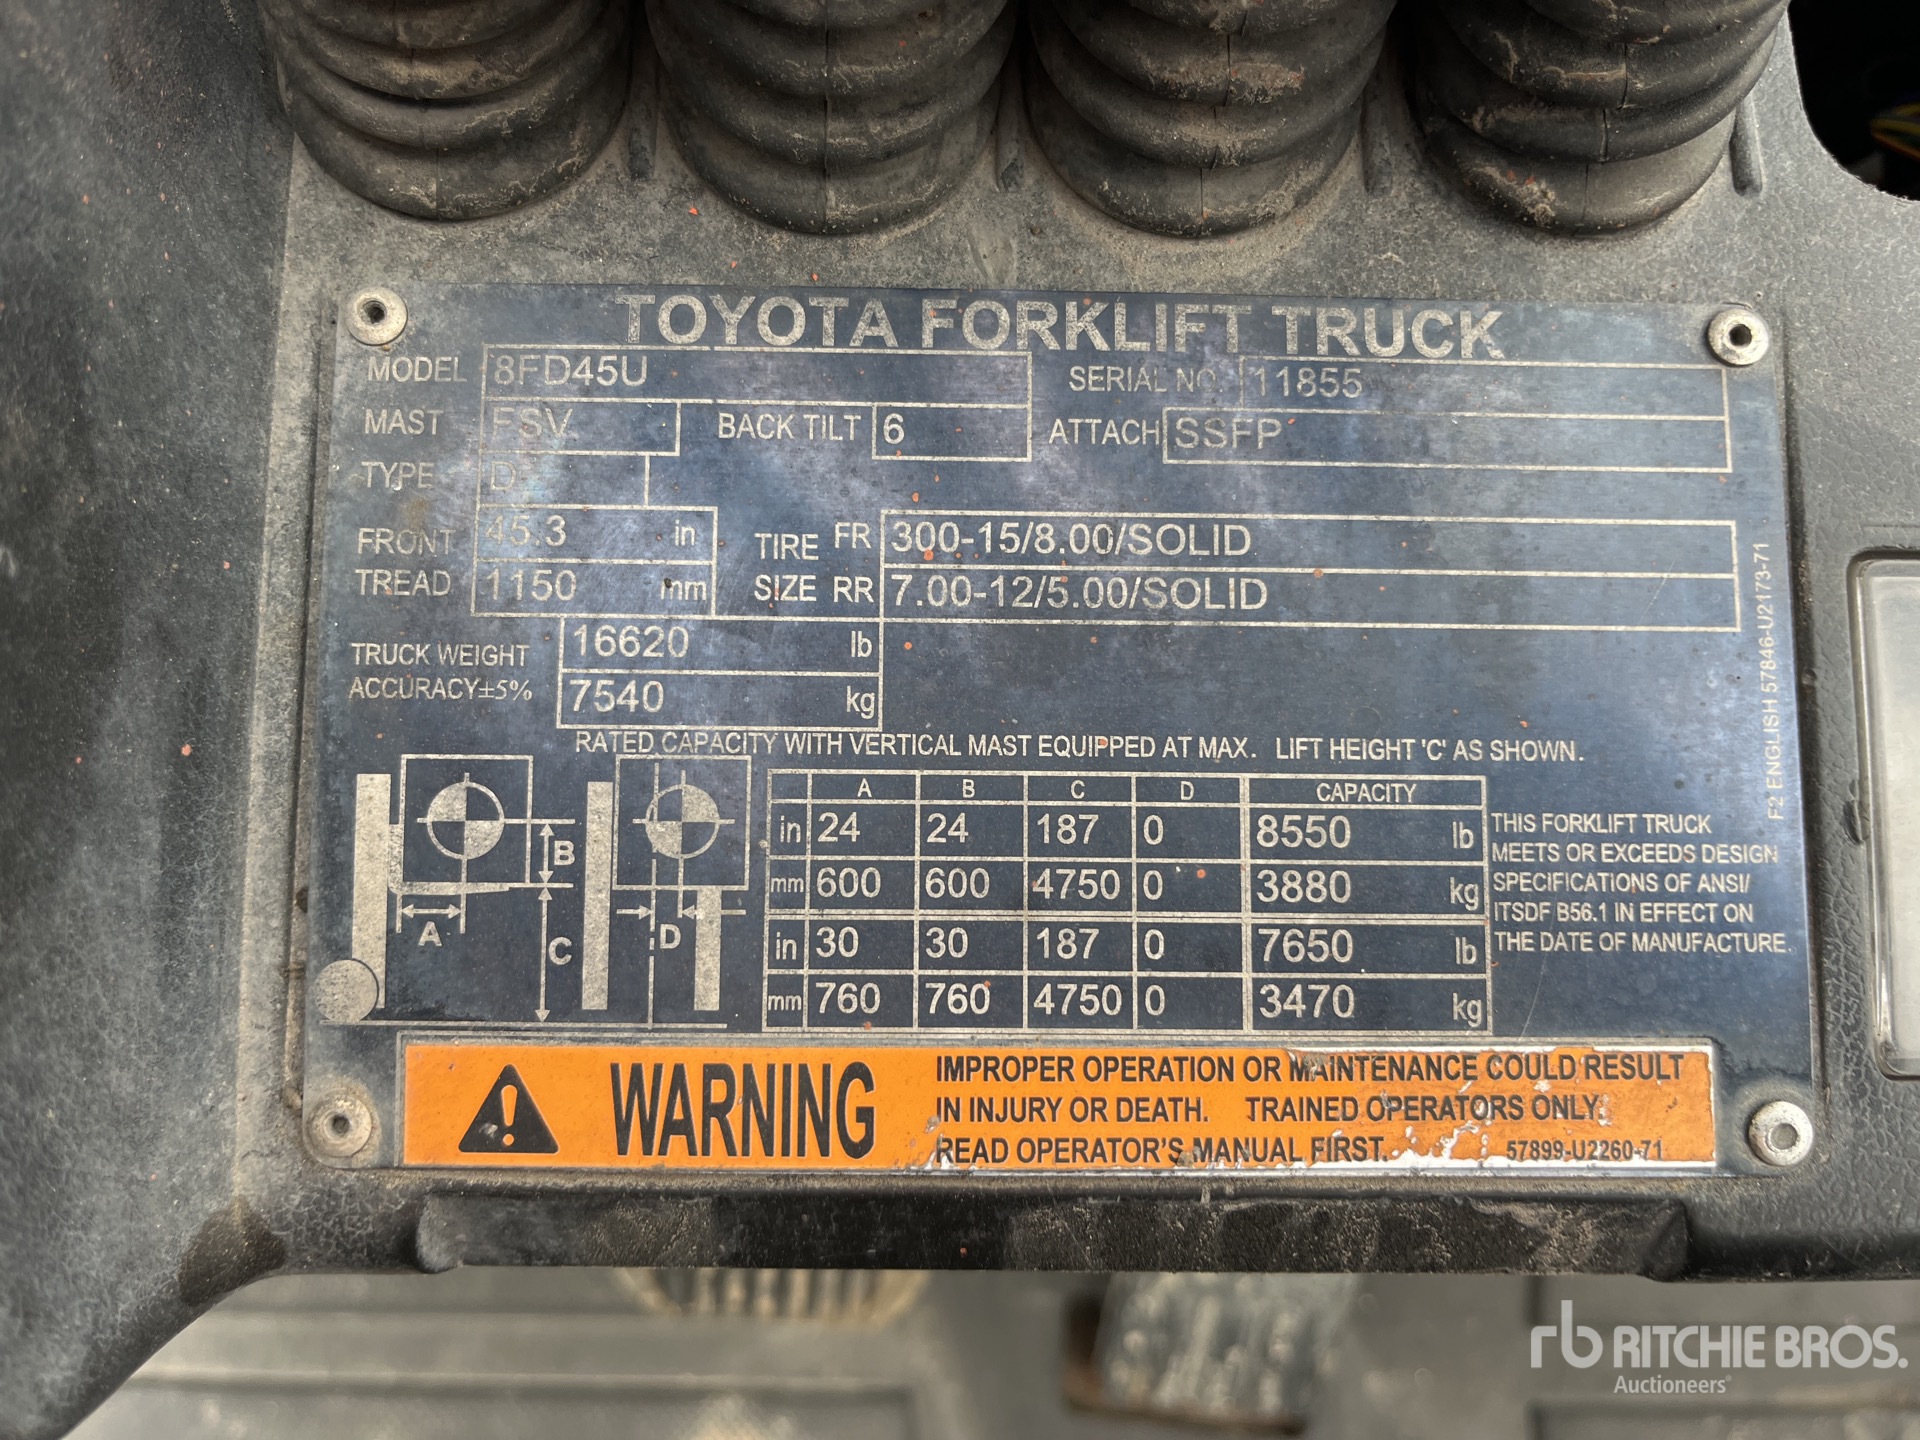 TOYOTA FORKLIFT TRUCK
MODEL 8FD45U SERIAL NO. 11855
MAST FSV BACK TILT 6 ATTACH SSFP
TYPE D
FRONT TREAD 45.3 in
1150 mm
TIRE SIZE FR 300-15/8.00/SOLID
RR 7.00-12/5.00/SOLID
TRUCK WEIGHT 16620 lb
ACCURACY±5% 7540 kg
RATED CAPACITY WITH VERTICAL MAST EQUIPPED AT MAX. LIFT HEIGHT 'C' AS SHOWN.
A B C D
A B C D CAPACITY
in 24 24 187 0 8550 lb
mm 600 600 4750 0 3880 kg
in 30 30 187 0 7650 lb
mm 760 760 4750 0 3470 kg
THIS FORKLIFT TRUCK
MEETS OR EXCEEDS DESIGN
SPECIFICATIONS OF ANSI/
ITSDF B56.1 IN EFFECT ON
THE DATE OF MANUFACTURE.
F2 ENGLISH 57846-U2173-71
WARNING
IMPROPER OPERATION OR MAINTENANCE COULD RESULT
IN INJURY OR DEATH. TRAINED OPERATORS ONLY.
READ OPERATOR'S MANUAL FIRST. 57899-U2260-71
rb RITCHIE BROS.
Auctioneers